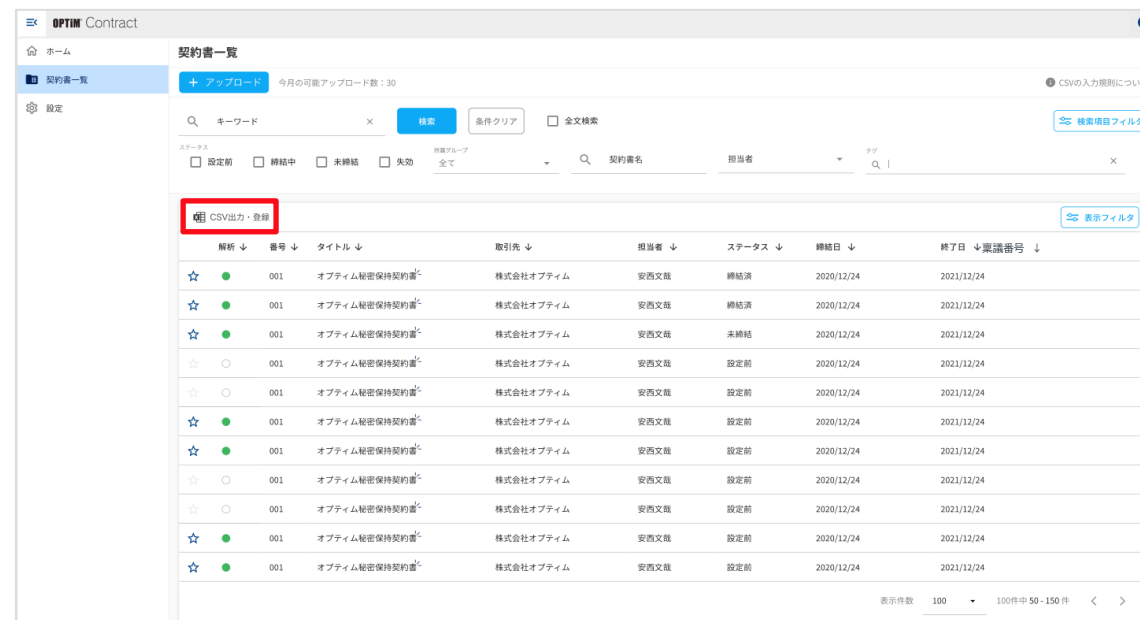 OPTiM Contract
ホーム
契約書一覧
設定
契約書一覧
+ アップロード 今月の可能アップロード数：30 CSVの入力規則につい
キーワード × 検索 条件クリア 全文検索 検索項目フィルタ
ステータス 所属グループ タグ
設定前 締結中 未締結 失効 全て 契約書名 担当者 ×
CSV出力・登録 表示フィルタ
解析 ↓ 番号 ↓ タイトル ↓ 取引先 ↓ 担当者 ↓ ステータス ↓ 締結日 ↓ 終了日 ↓ 稟議番号 ↓
001 オプティム秘密保持契約書 株式会社オプティム 安西文哉 締結済 2020/12/24 2021/12/24
001 オプティム秘密保持契約書 株式会社オプティム 安西文哉 締結済 2020/12/24 2021/12/24
001 オプティム秘密保持契約書 株式会社オプティム 安西文哉 未締結 2020/12/24 2021/12/24
001 オプティム秘密保持契約書 株式会社オプティム 安西文哉 設定前 2020/12/24 2021/12/24
001 オプティム秘密保持契約書 株式会社オプティム 安西文哉 設定前 2020/12/24 2021/12/24
001 オプティム秘密保持契約書 株式会社オプティム 安西文哉 設定前 2020/12/24 2021/12/24
001 オプティム秘密保持契約書 株式会社オプティム 安西文哉 設定前 2020/12/24 2021/12/24
001 オプティム秘密保持契約書 株式会社オプティム 安西文哉 設定前 2020/12/24 2021/12/24
001 オプティム秘密保持契約書 株式会社オプティム 安西文哉 設定前 2020/12/24 2021/12/24
001 オプティム秘密保持契約書 株式会社オプティム 安西文哉 設定前 2020/12/24 2021/12/24
001 オプティム秘密保持契約書 株式会社オプティム 安西文哉 設定前 2020/12/24 2021/12/24
表示件数 100 100件中 50 - 150 件